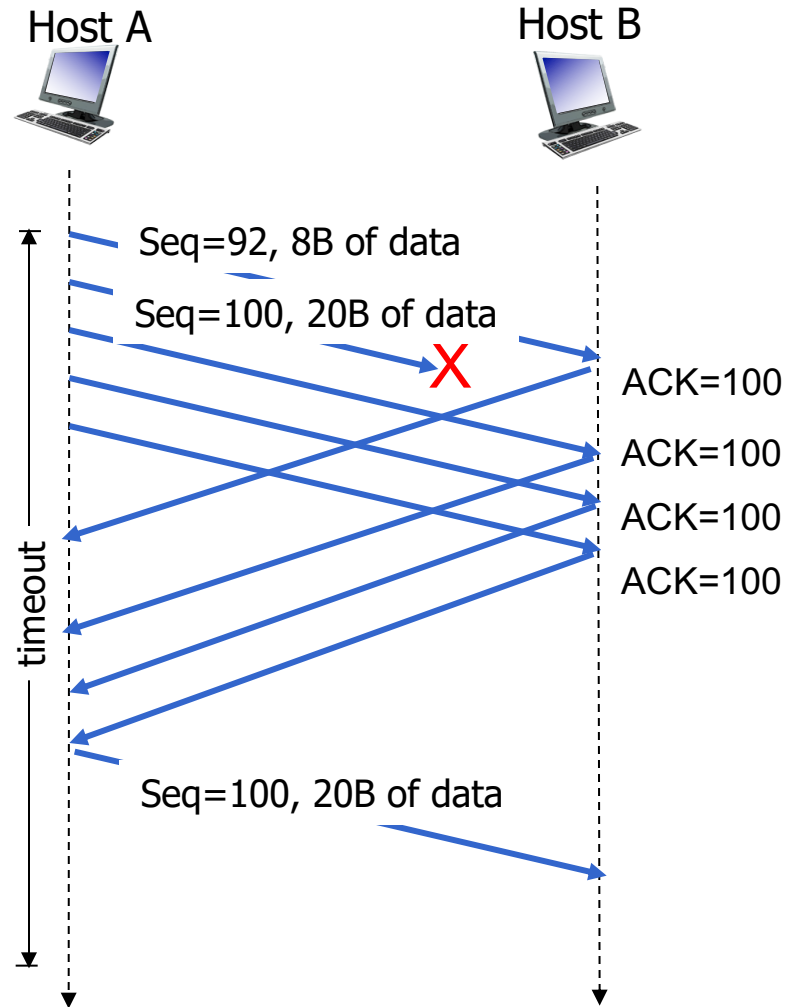 Host A
Host B
Seq=92, 8B of data
Seq=100, 20B of data
X
ACK=100
ACK=100
ACK=100
ACK=100
timeout
Seq=100, 20B of data